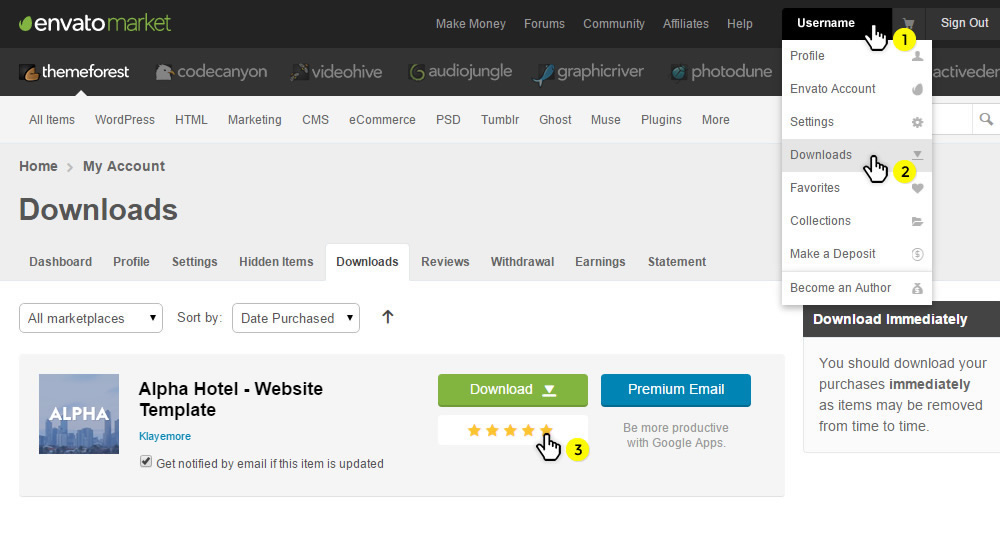 envatomarket
Make Money Forums Community Affiliates Help Username Sign Out
1
themeforest codecanyon videohive audiojungle graphicriver photodune activeden
Profile
Envato Account
Settings
Downloads
2
Favorites
Collections
Make a Deposit
Become an Author
All Items WordPress HTML Marketing CMS eCommerce PSD Tumblr Ghost Muse Plugins More
Home My Account
Downloads
Dashboard Profile Settings Hidden Items Downloads Reviews Withdrawal Earnings Statement
All marketplaces Sort by: Date Purchased
Download Immediately
You should download your
purchases immediately
as items may be removed
from time to time.
ALPHA
Alpha Hotel - Website
Template
Klayemore
Get notified by email if this item is updated
Download
3
Premium Email
Be more productive
with Google Apps.